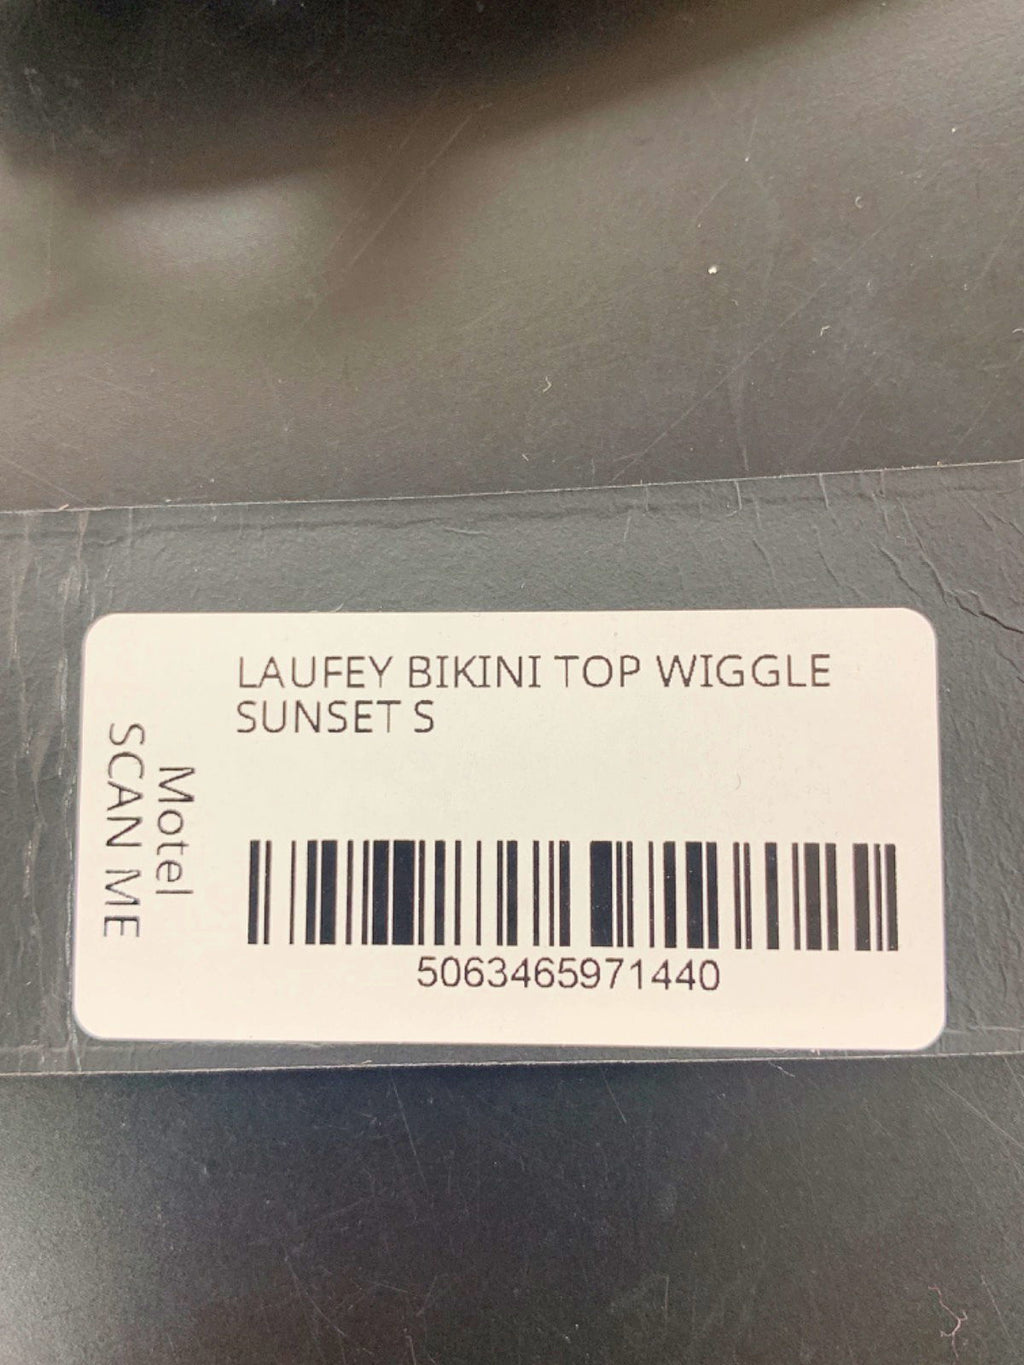 LAUFEY BIKINI TOP WIGGLE
SUNSET S
Motel
SCAN ME
5063465971440